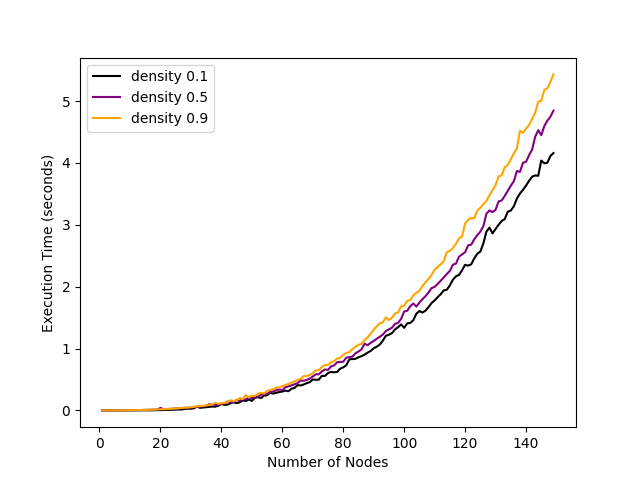 density 0.1
density 0.5
density 0.9
Execution Time (seconds)
5
4
3
2
1
0
0 20 40 60 80 100 120 140
Number of Nodes